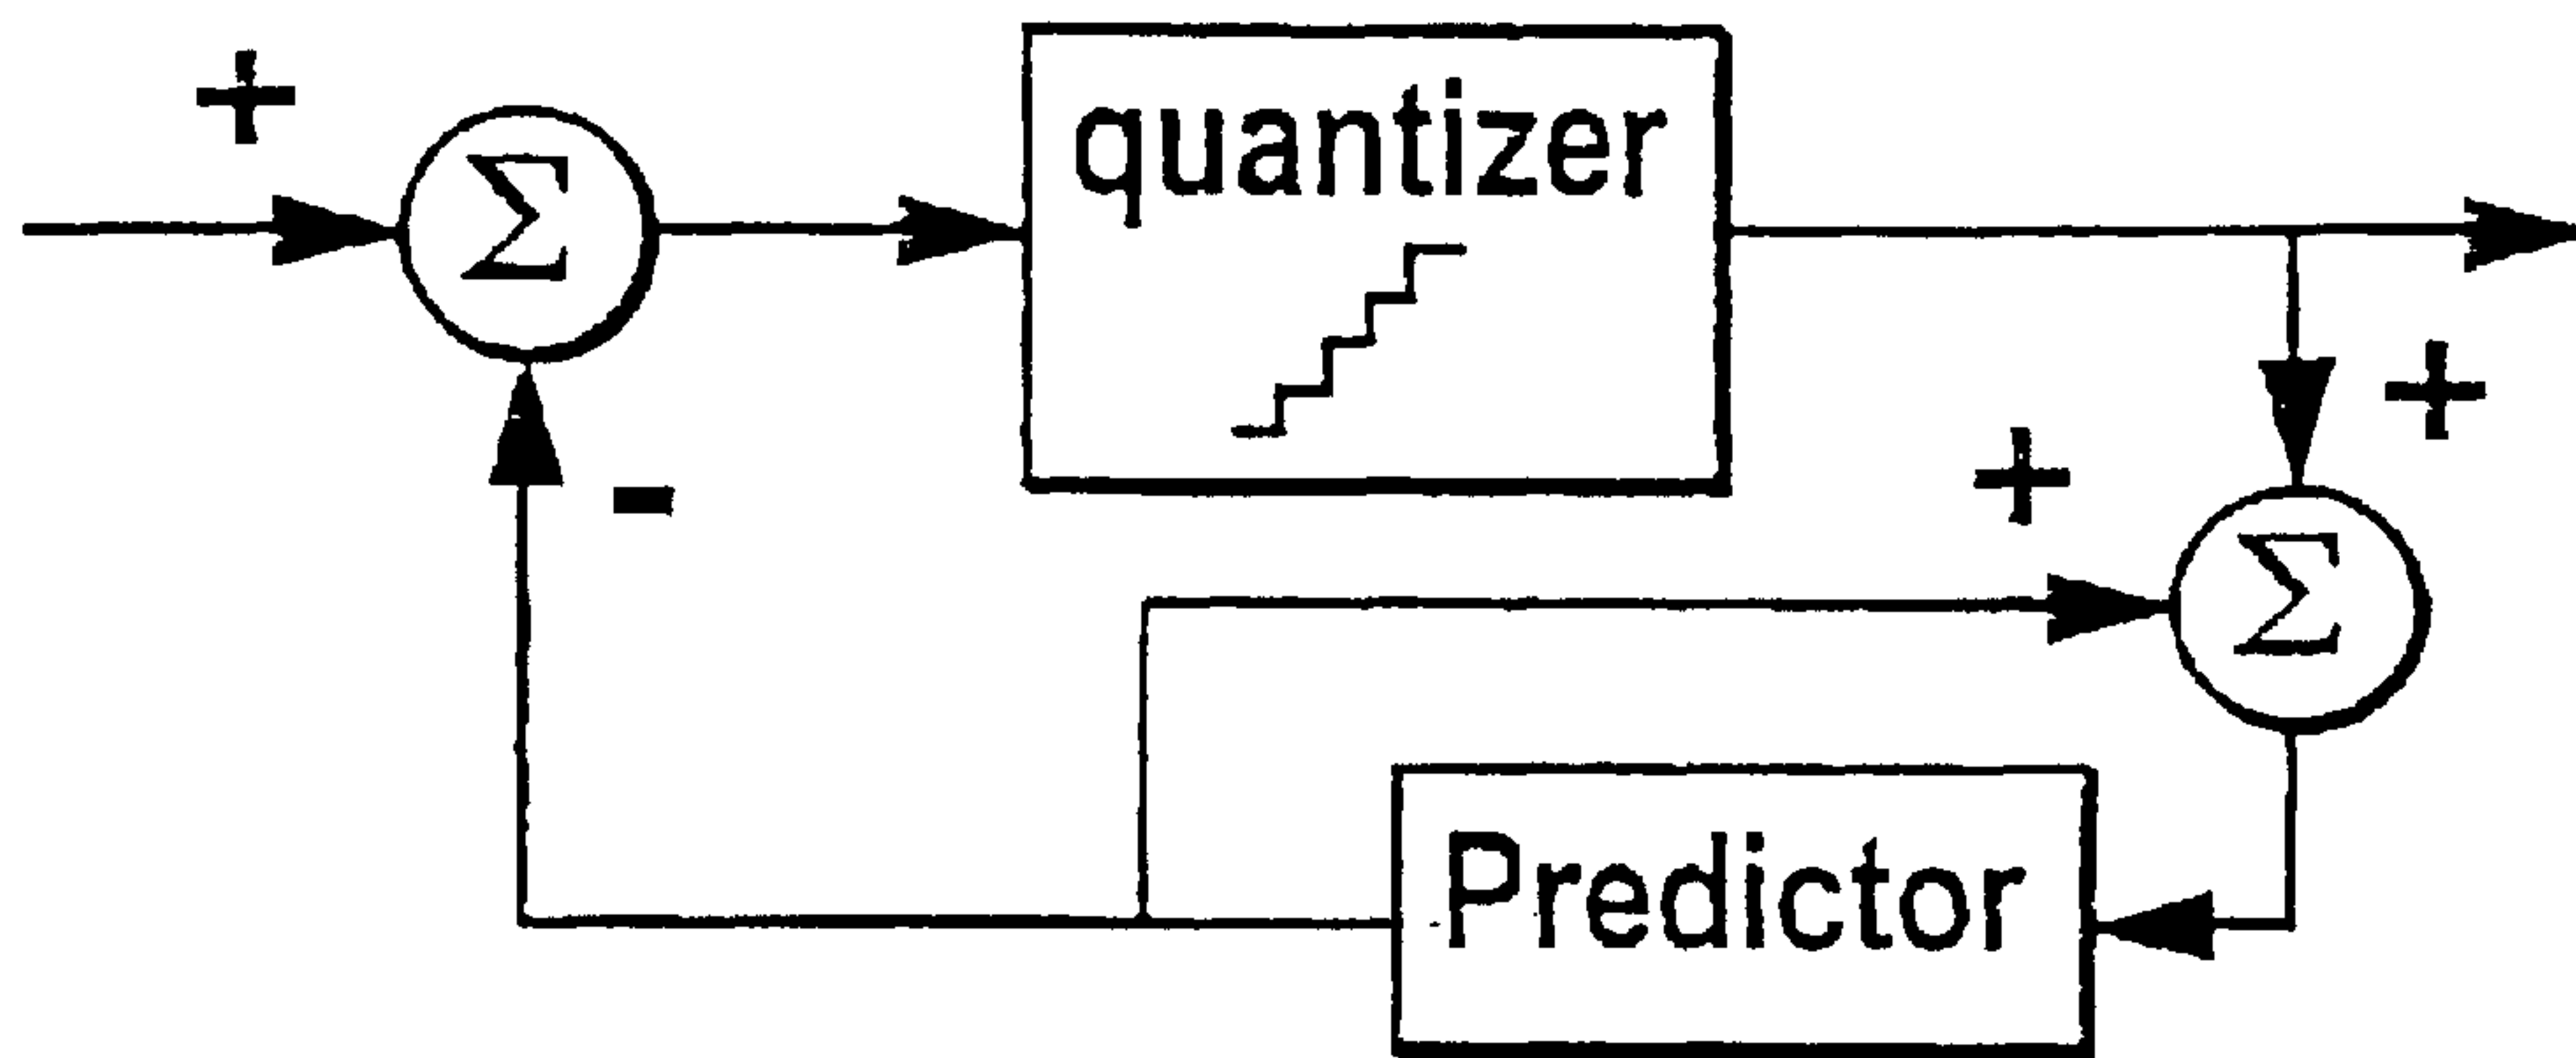 +
Σ
quantizer
-
+
+
Σ
Predictor